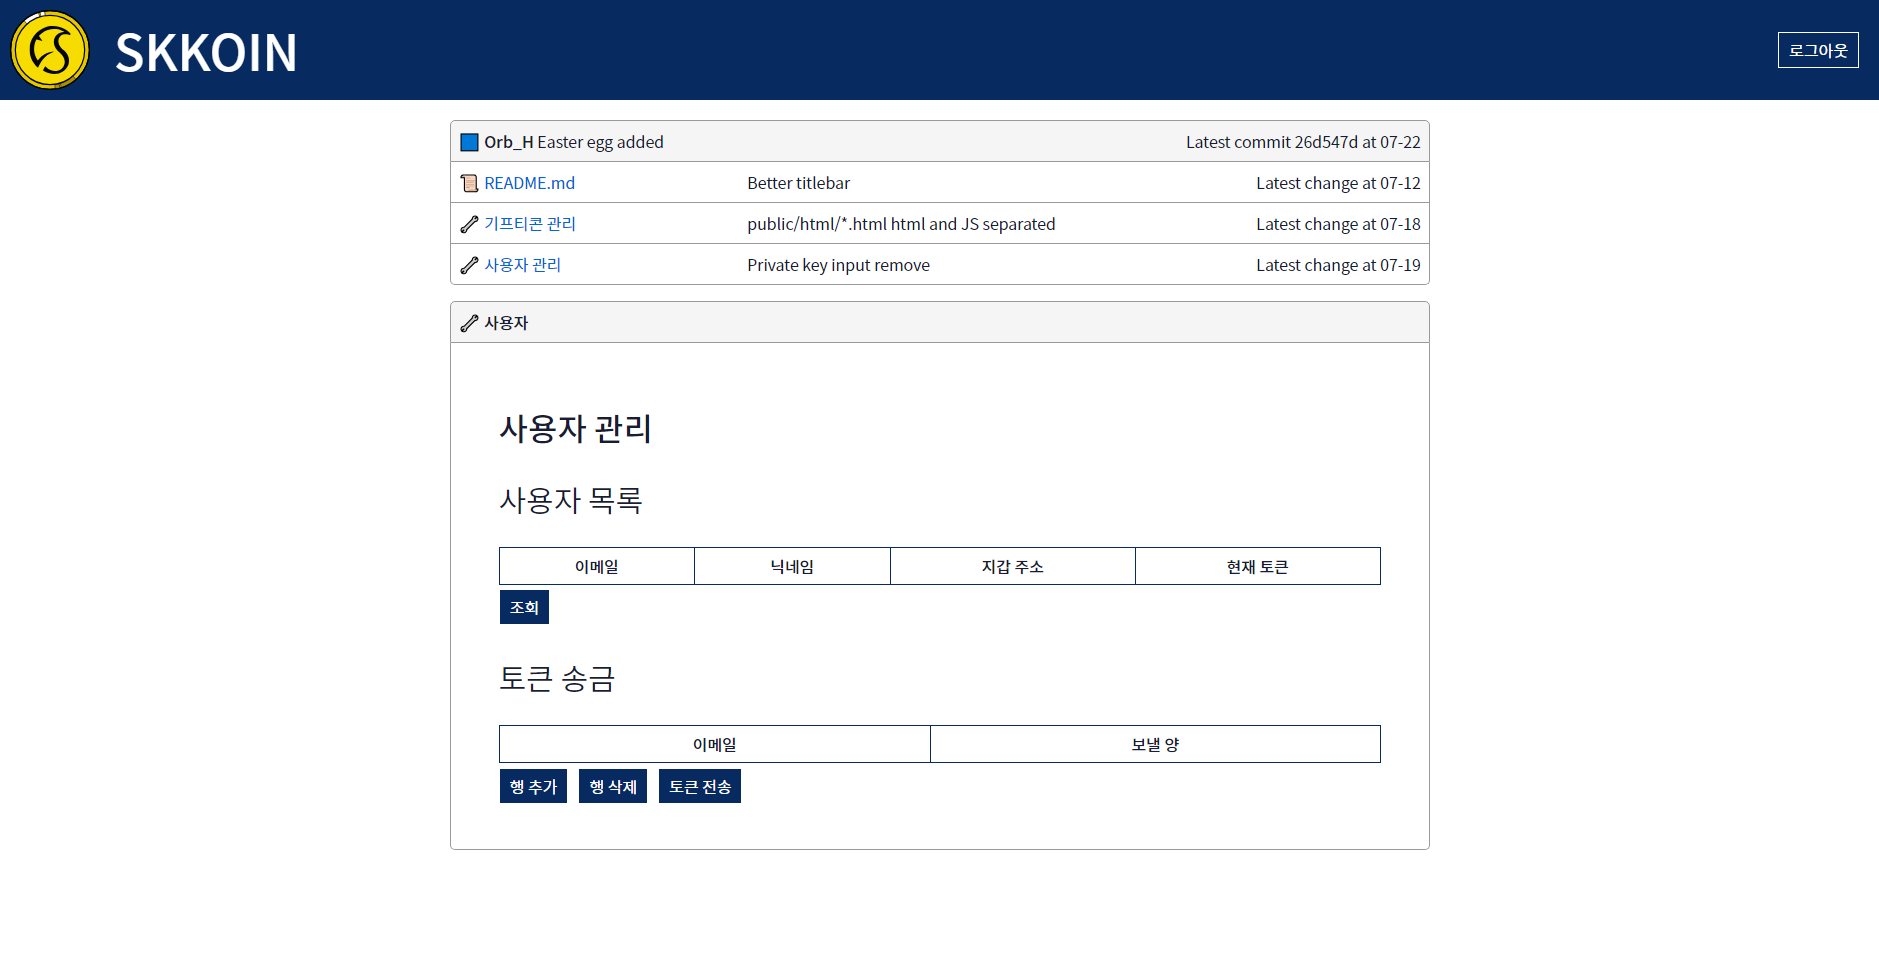 SKKOIN
로그아웃
Orb_H Easter egg added Latest commit 26d547d at 07-22
README.md Better titlebar Latest change at 07-12
기프티콘 관리 public/html/*.html html and JS separated Latest change at 07-18
사용자 관리 Private key input remove Latest change at 07-19
사용자
사용자 관리
사용자 목록
이메일 닉네임 지갑 주소 현재 토큰
조회
토큰 송금
이메일 보낼 양
행 추가 행 삭제 토큰 전송